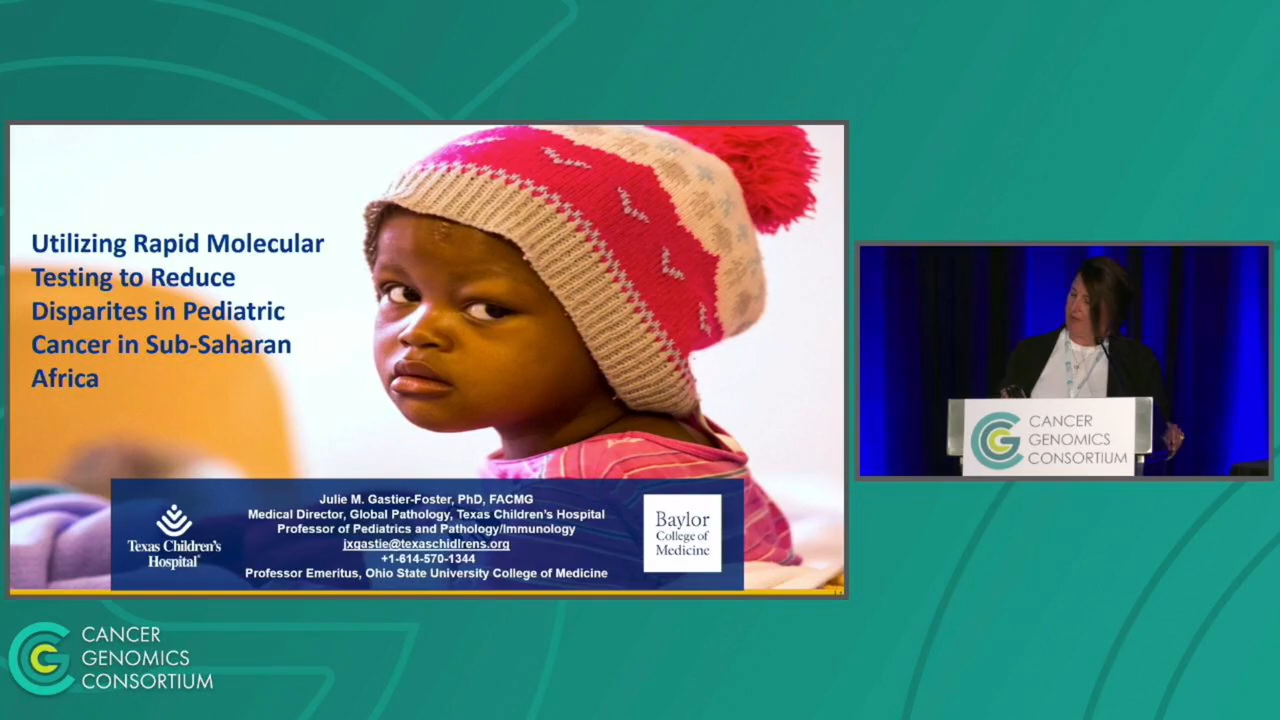 Utilizing Rapid Molecular
Testing to Reduce
Disparites in Pediatric
Cancer in Sub-Saharan
Africa
Julie M. Gastier-Foster, PhD, FACMG
Medical Director, Global Pathology, Texas Children's Hospital
Professor of Pediatrics and Pathology/Immunology
jxgastie@texaschidlrens.org
+1-614-570-1344
Professor Emeritus, Ohio State University College of Medicine
Texas Children's
Hospital
Baylor
College of
Medicine
CANCER
GENOMICS
CONSORTIUM
CANCER
GENOMICS
CONSORTIUM